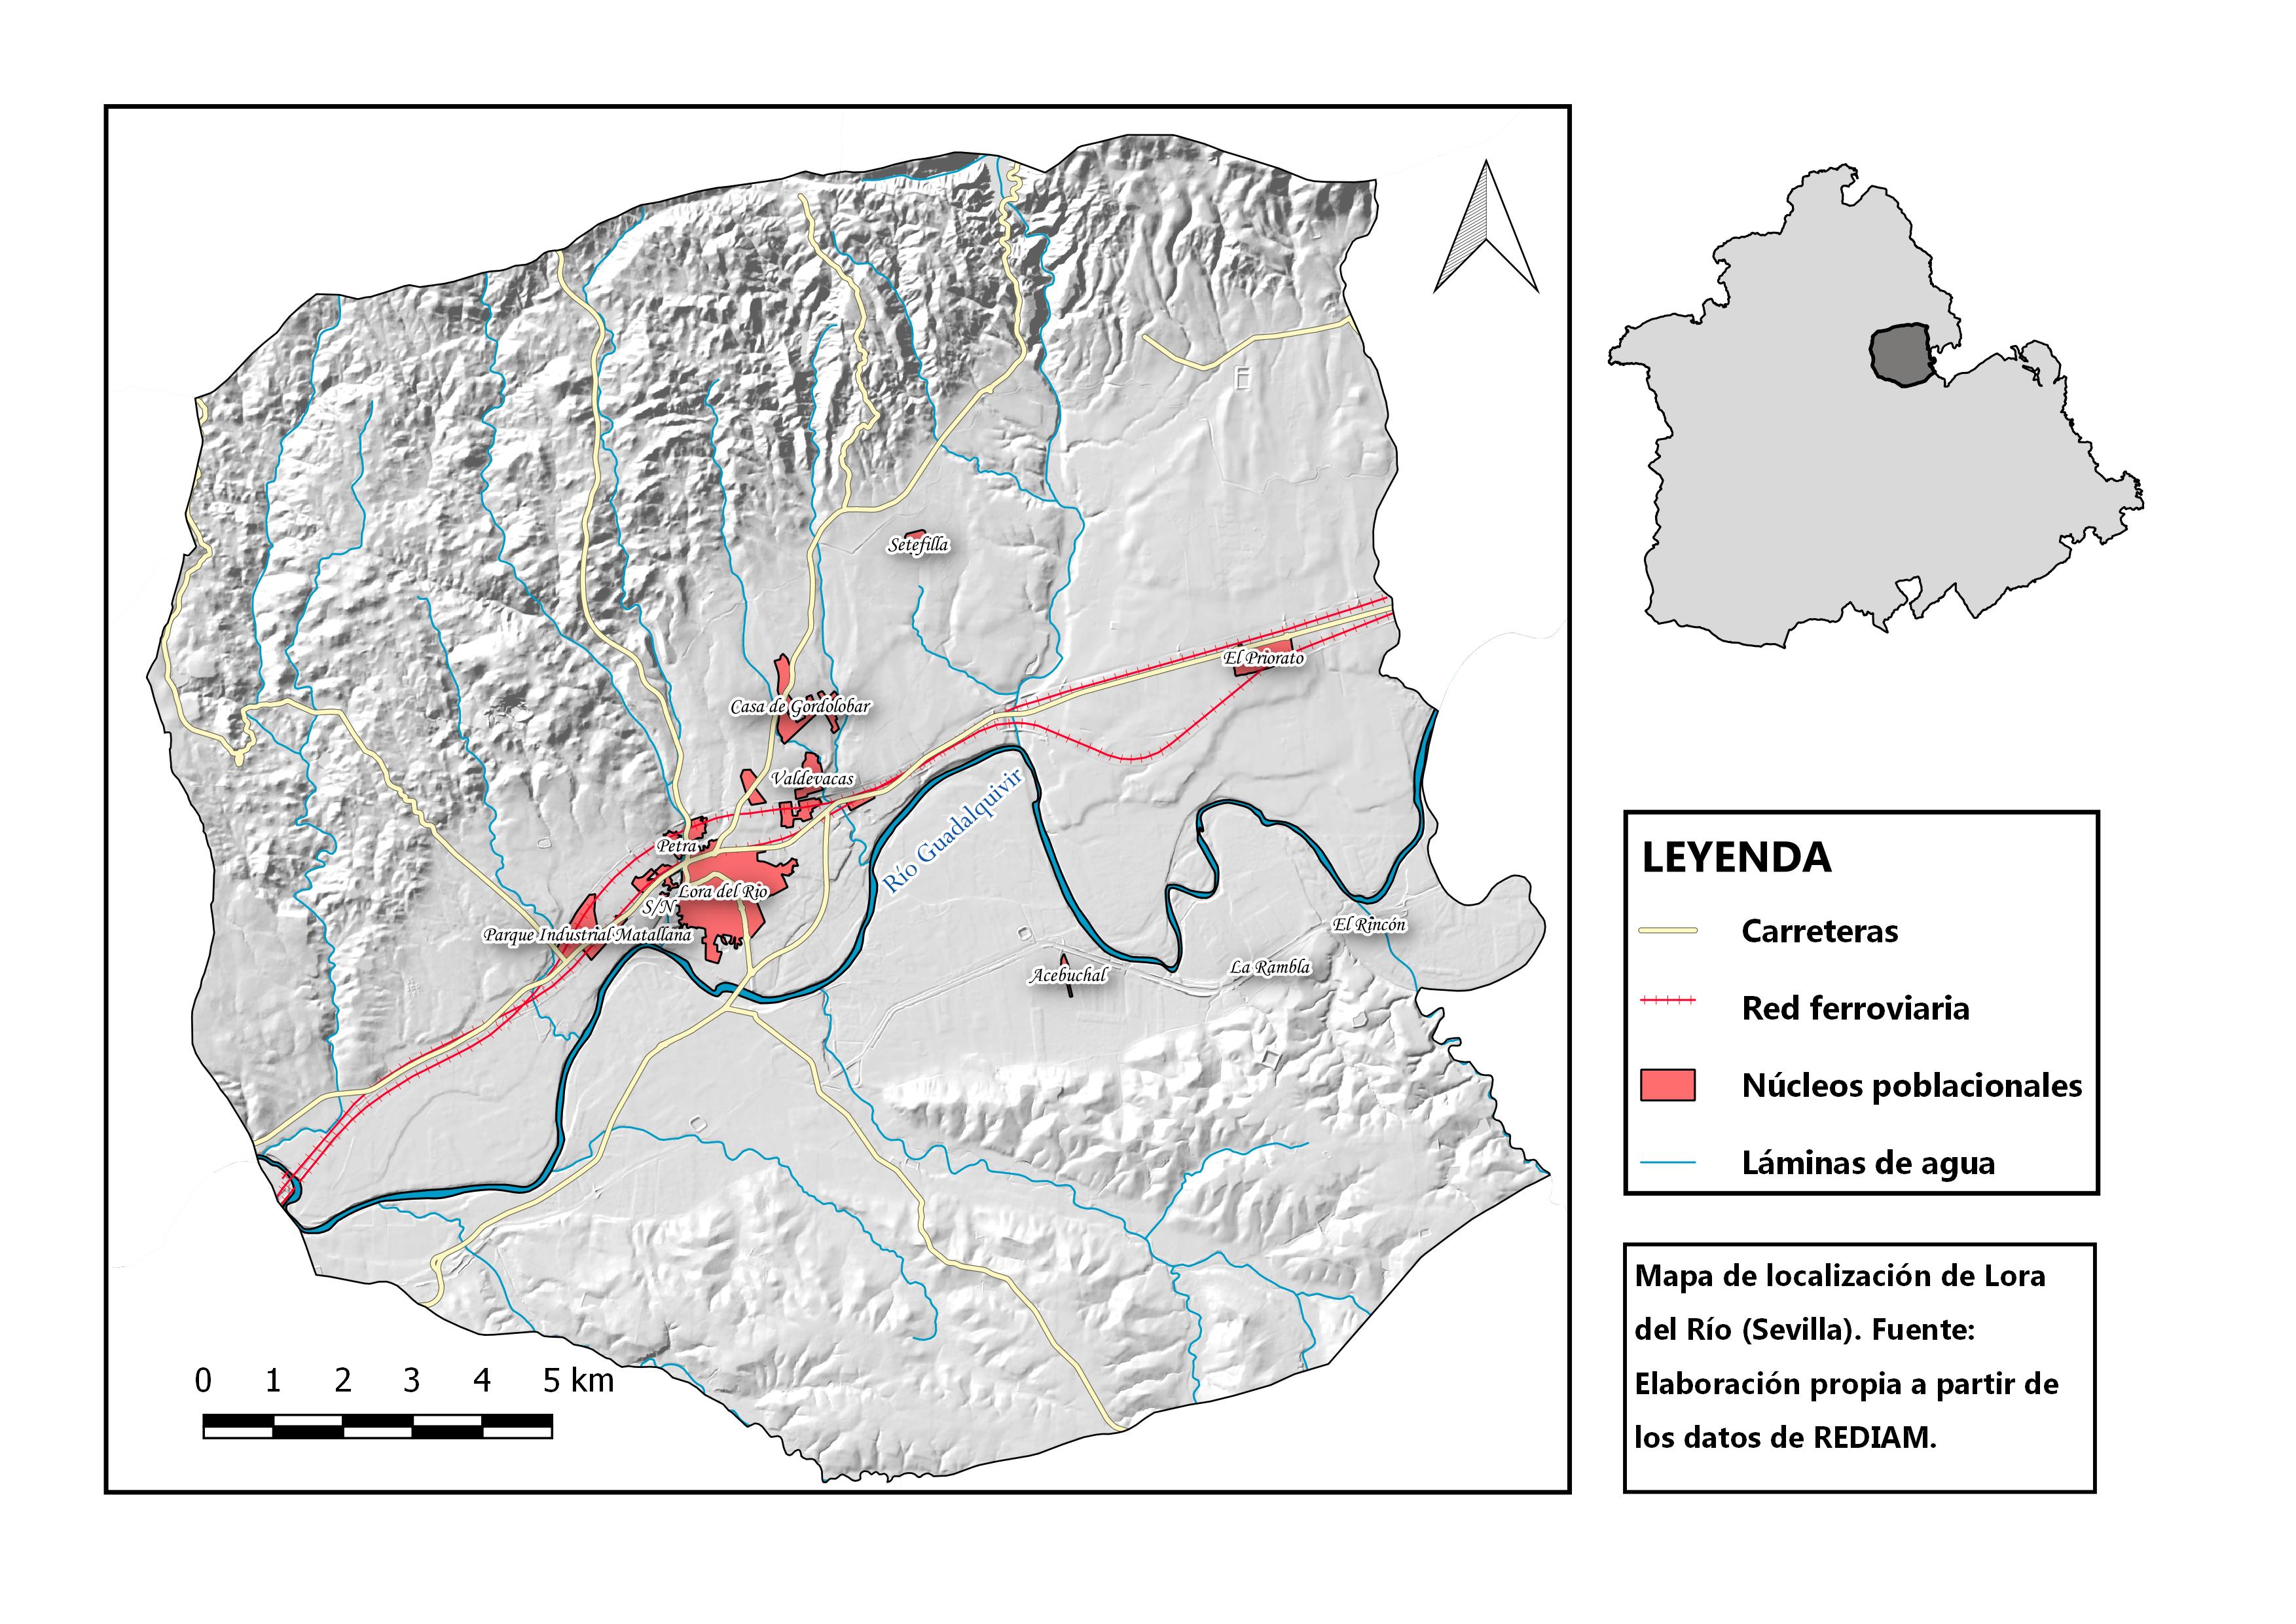 Setefilla
El Priorato
Casa de Gordolobar
Valdevacas
Río Guadalquivir
Petra
Lora del Rio
S/N
Parque Industrial Matallana
El Rincón
La Rambla
Acebuchal
0 1 2 3 4 5 km
LEYENDA
Carreteras
Red ferroviaria
Núcleos poblacionales
Láminas de agua
Mapa de localización de Lora
del Río (Sevilla). Fuente:
Elaboración propia a partir de
los datos de REDIAM.